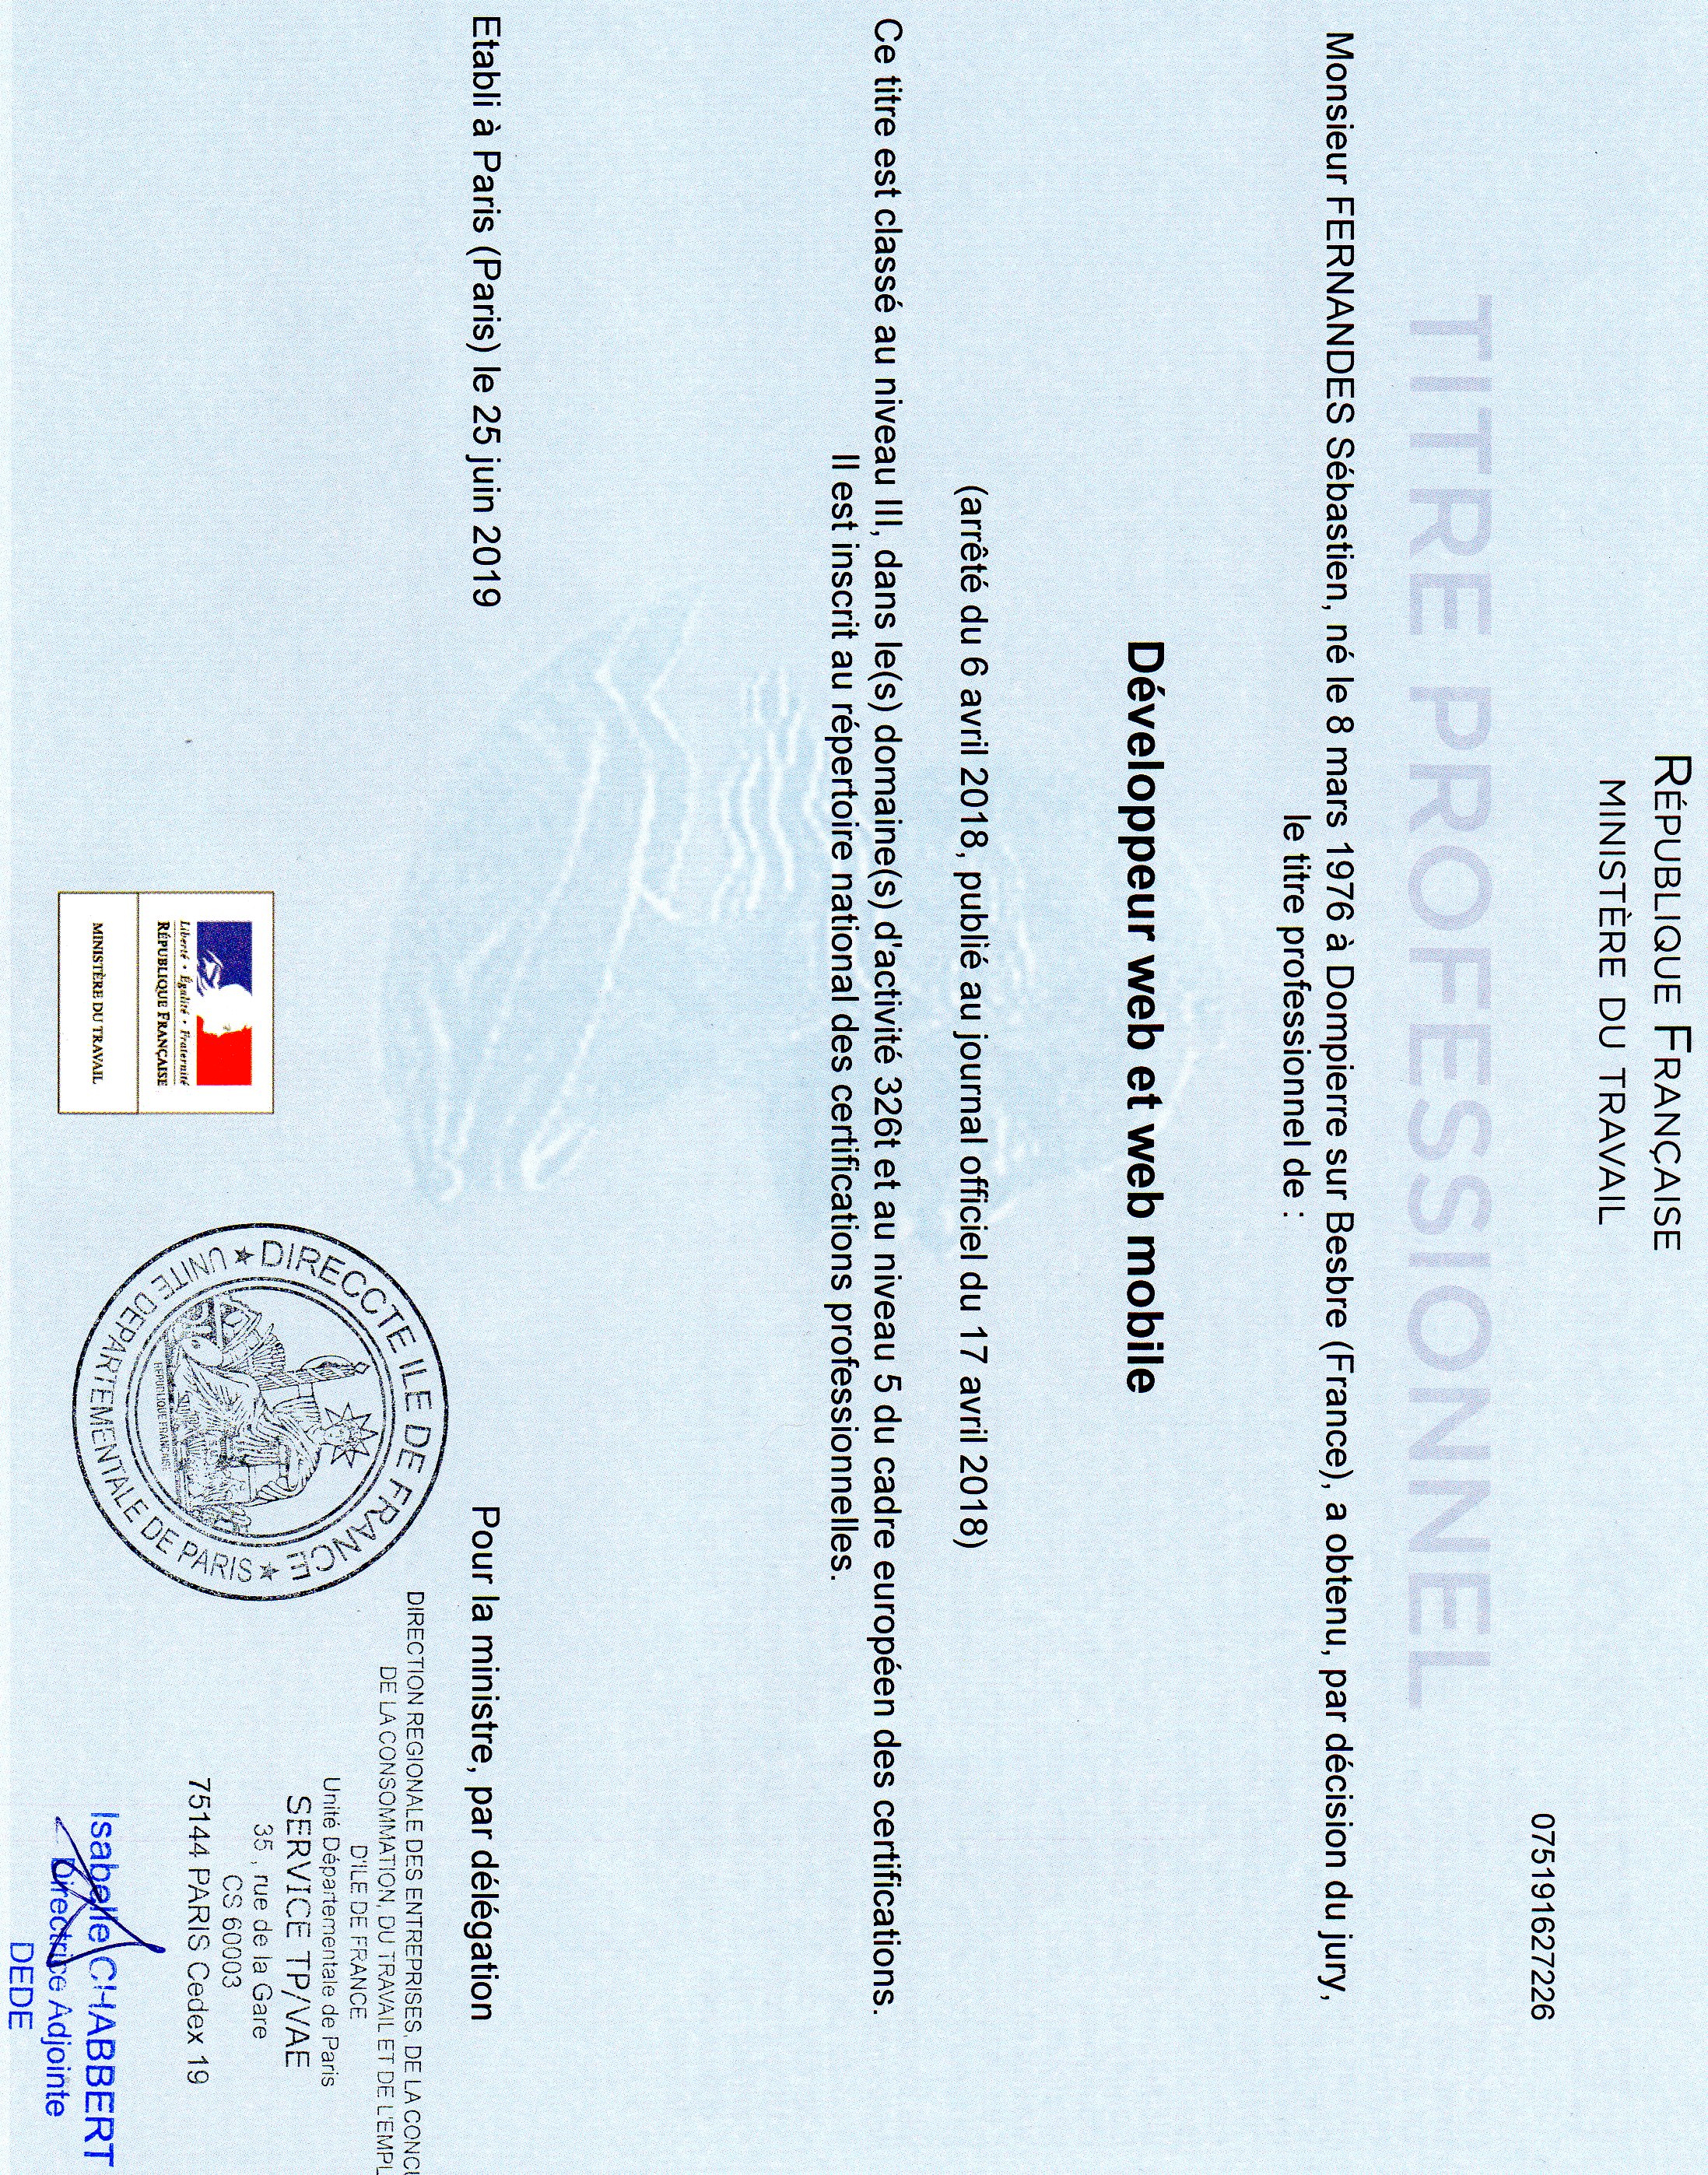 RÉPUBLIQUE FRANÇAISE
MINISTÈRE DU TRAVAIL
075191627226
TITRE PROFESSIONNEL
Monsieur FERNANDES Sébastien, né le 8 mars 1976 à Dompierre sur Besbre (France), a obtenu, par décision du jury,
le titre professionnel de :
Développeur web et web mobile
(arrêté du 6 avril 2018, publié au journal officiel du 17 avril 2018)
Ce titre est classé au niveau III, dans le(s) domaine(s) d'activité 326t et au niveau 5 du cadre européen des certifications.
Il est inscrit au répertoire national des certifications professionnelles.
Etabli à Paris (Paris) le 25 juin 2019
Pour la ministre, par délégation
DIRECTION REGIONALE DES ENTREPRISES, DE LA
DE LA CONSOMMATION, DU TRAVAIL ET DE
D'ILE DE FRANCE
Unité Départementale de Paris
SERVICE TP/VAE
35 , rue de la Gare
CS 60003
75144 PARIS Cedex 19
Isabelle CHABBERT
Directrice Adjointe
DEDE
DIRECCTE ILE DE FRANCE
UNITE DEPARTEMENTALE DE PARIS
REPUBLIQUE FRANÇAISE
Liberté • Égalité • Fraternité
RÉPUBLIQUE FRANÇAISE
MINISTÈRE DU TRAVAIL